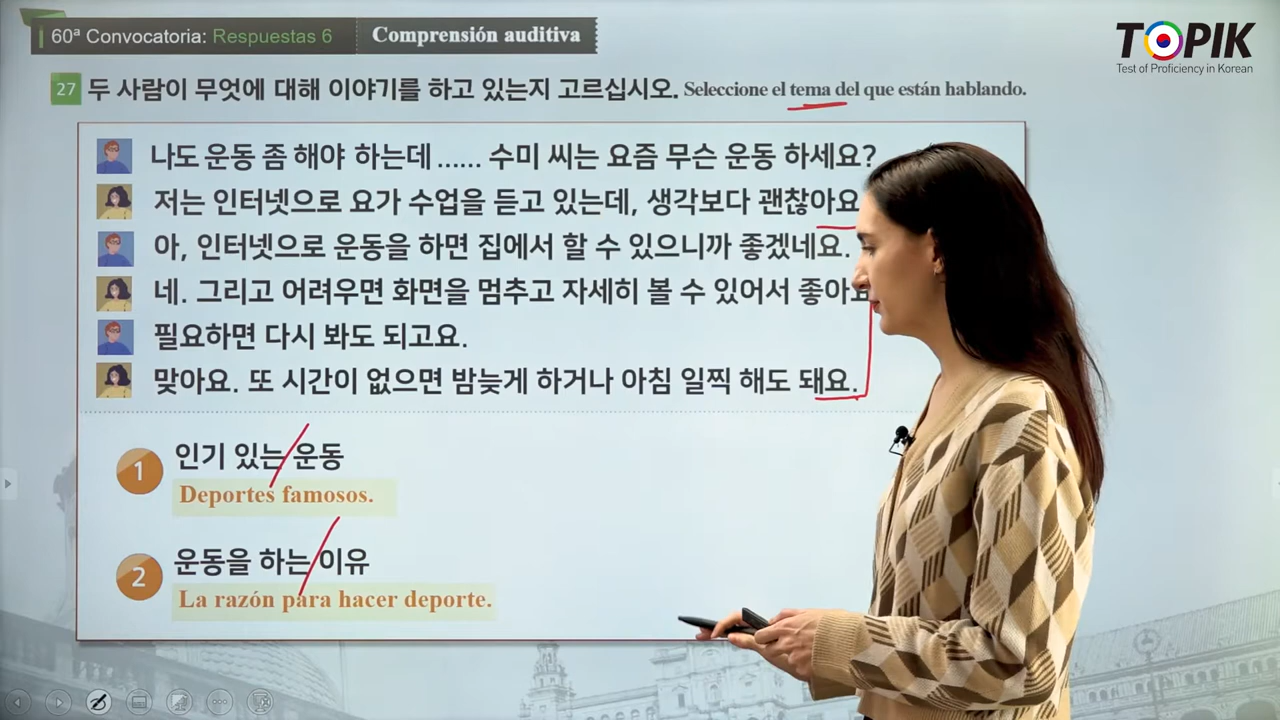 60ª Convocatoria: Respuestas 6 Comprensión auditiva
TOPIK
Test of Proficiency in Korean
27 두 사람이 무엇에 대해 이야기를 하고 있는지 고르십시오. Seleccione el tema del que están hablando.
나도 운동 좀 해야 하는데 …… 수미 씨는 요즘 무슨 운동 하세요?
저는 인터넷으로 요가 수업을 듣고 있는데, 생각보다 괜찮아요
아, 인터넷으로 운동을 하면 집에서 할 수 있으니까 좋겠네요.
네. 그리고 어려우면 화면을 멈추고 자세히 볼 수 있어서 좋아요
필요하면 다시 봐도 되고요.
맞아요. 또 시간이 없으면 밤늦게 하거나 아침 일찍 해도 돼요.
1 인기 있는 운동
Deportes famosos.
2 운동을 하는 이유
La razón para hacer deporte.